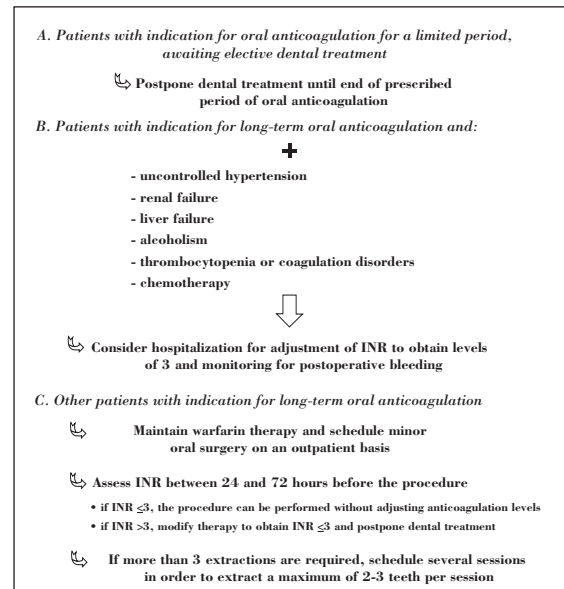 A. Patients with indication for oral anticoagulation for a limited period,
awaiting elective dental treatment
Postpone dental treatment until end of prescribed
period of oral anticoagulation
B. Patients with indication for long-term oral anticoagulation and:
+
- uncontrolled hypertension
- renal failure
- liver failure
- alcoholism
- thrombocytopenia or coagulation disorders
- chemotherapy
Consider hospitalization for adjustment of INR to obtain levels
of 3 and monitoring for postoperative bleeding
C. Other patients with indication for long-term oral anticoagulation
Maintain warfarin therapy and schedule minor
oral surgery on an outpatient basis
Assess INR between 24 and 72 hours before the procedure
• if INR ≤3, the procedure can be performed without adjusting anticoagulation levels
• if INR >3, modify therapy to obtain INR ≤3 and postpone dental treatment
If more than 3 extractions are required, schedule several sessions
in order to extract a maximum of 2-3 teeth per session